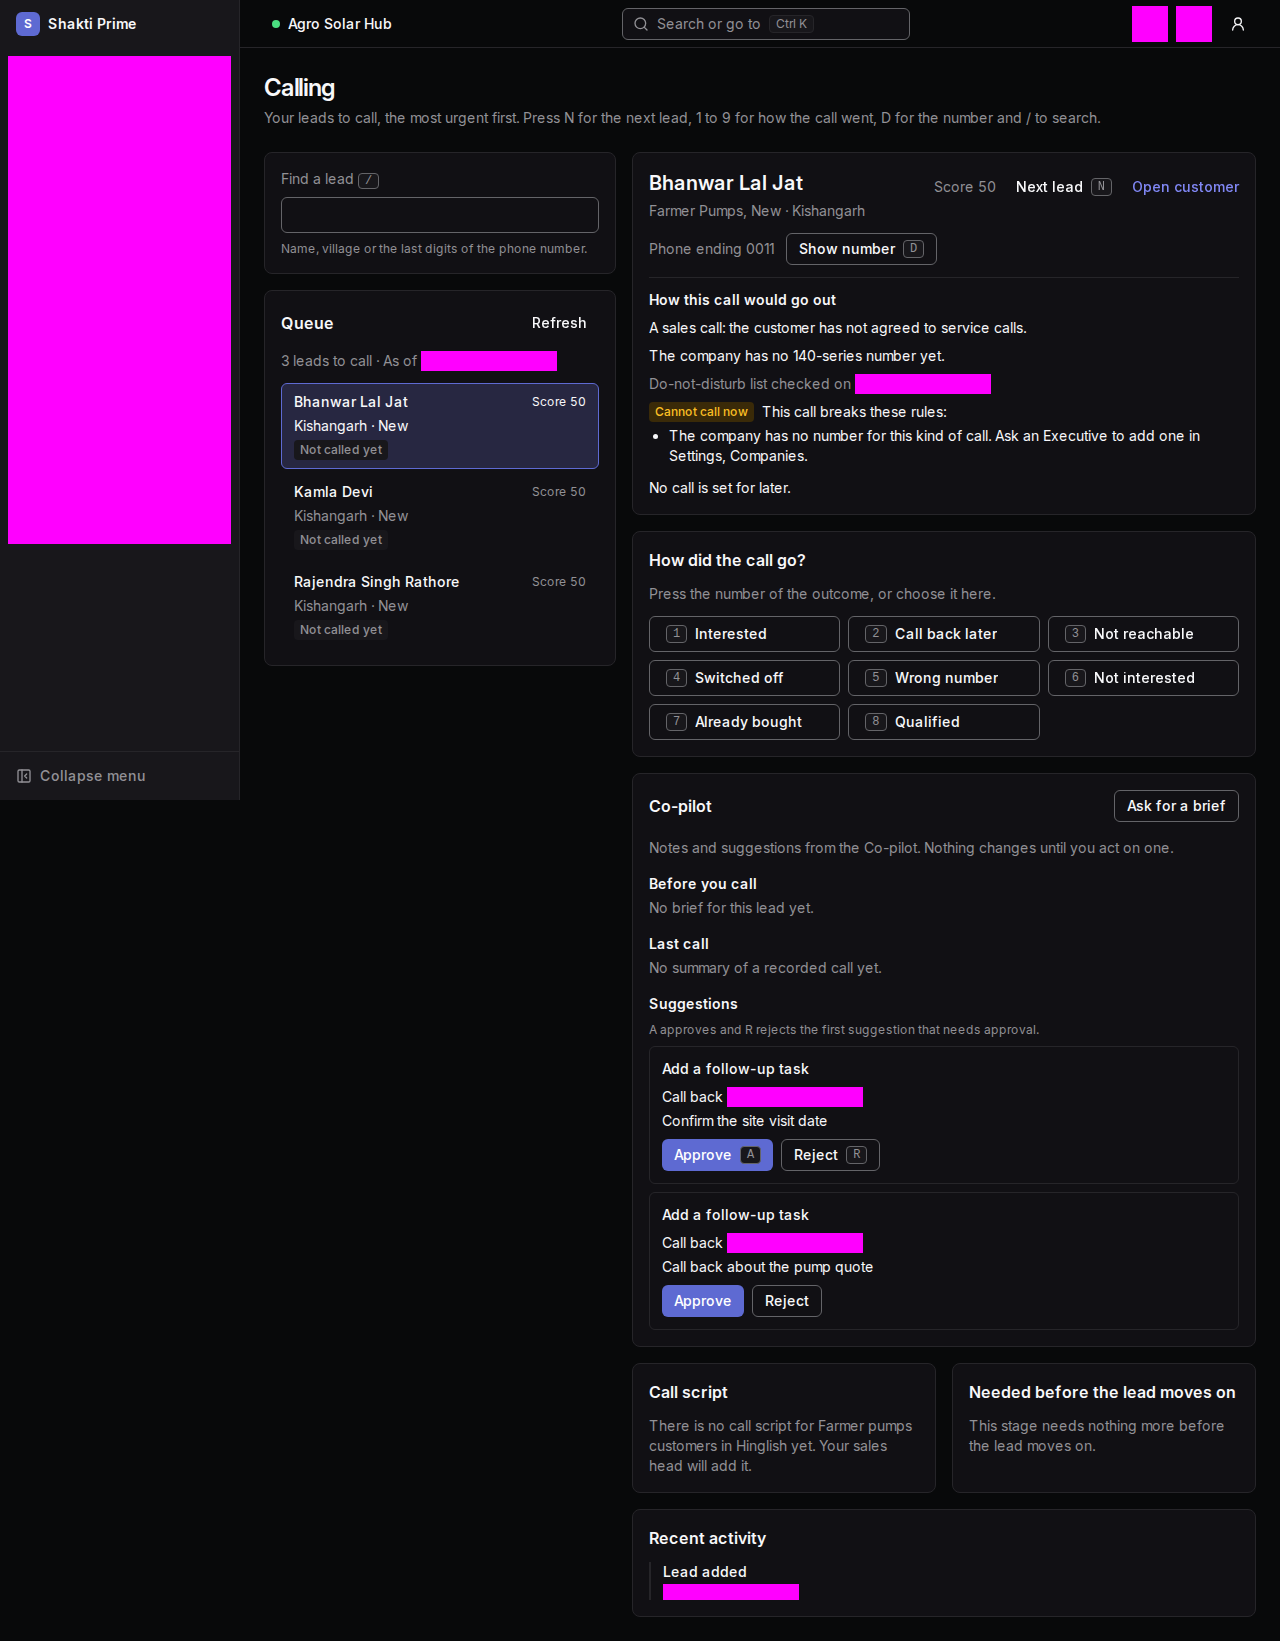 S Shakti Prime
Agro Solar Hub
Search or go to Ctrl K
Calling
Your leads to call, the most urgent first. Press N for the next lead, 1 to 9 for how the call went, D for the number and / to search.
Find a lead /
Name, village or the last digits of the phone number.
Queue
Refresh
3 leads to call · As of
Bhanwar Lal Jat
Score 50
Kishangarh · New
Not called yet
Kamla Devi
Score 50
Kishangarh · New
Not called yet
Rajendra Singh Rathore
Score 50
Kishangarh · New
Not called yet
Collapse menu
Bhanwar Lal Jat
Score 50
Next lead N
Open customer
Farmer Pumps, New · Kishangarh
Phone ending 0011
Show number D
How this call would go out
A sales call: the customer has not agreed to service calls.
The company has no 140-series number yet.
Do-not-disturb list checked on
Cannot call now This call breaks these rules:
• The company has no number for this kind of call. Ask an Executive to add one in
Settings, Companies.
No call is set for later.
How did the call go?
Press the number of the outcome, or choose it here.
1 Interested
2 Call back later
3 Not reachable
4 Switched off
5 Wrong number
6 Not interested
7 Already bought
8 Qualified
Co-pilot
Ask for a brief
Notes and suggestions from the Co-pilot. Nothing changes until you act on one.
Before you call
No brief for this lead yet.
Last call
No summary of a recorded call yet.
Suggestions
A approves and R rejects the first suggestion that needs approval.
Add a follow-up task
Call back
Confirm the site visit date
Approve A
Reject R
Add a follow-up task
Call back
Call back about the pump quote
Approve
Reject
Call script
There is no call script for Farmer pumps
customers in Hinglish yet. Your sales
head will add it.
Needed before the lead moves on
This stage needs nothing more before
the lead moves on.
Recent activity
Lead added